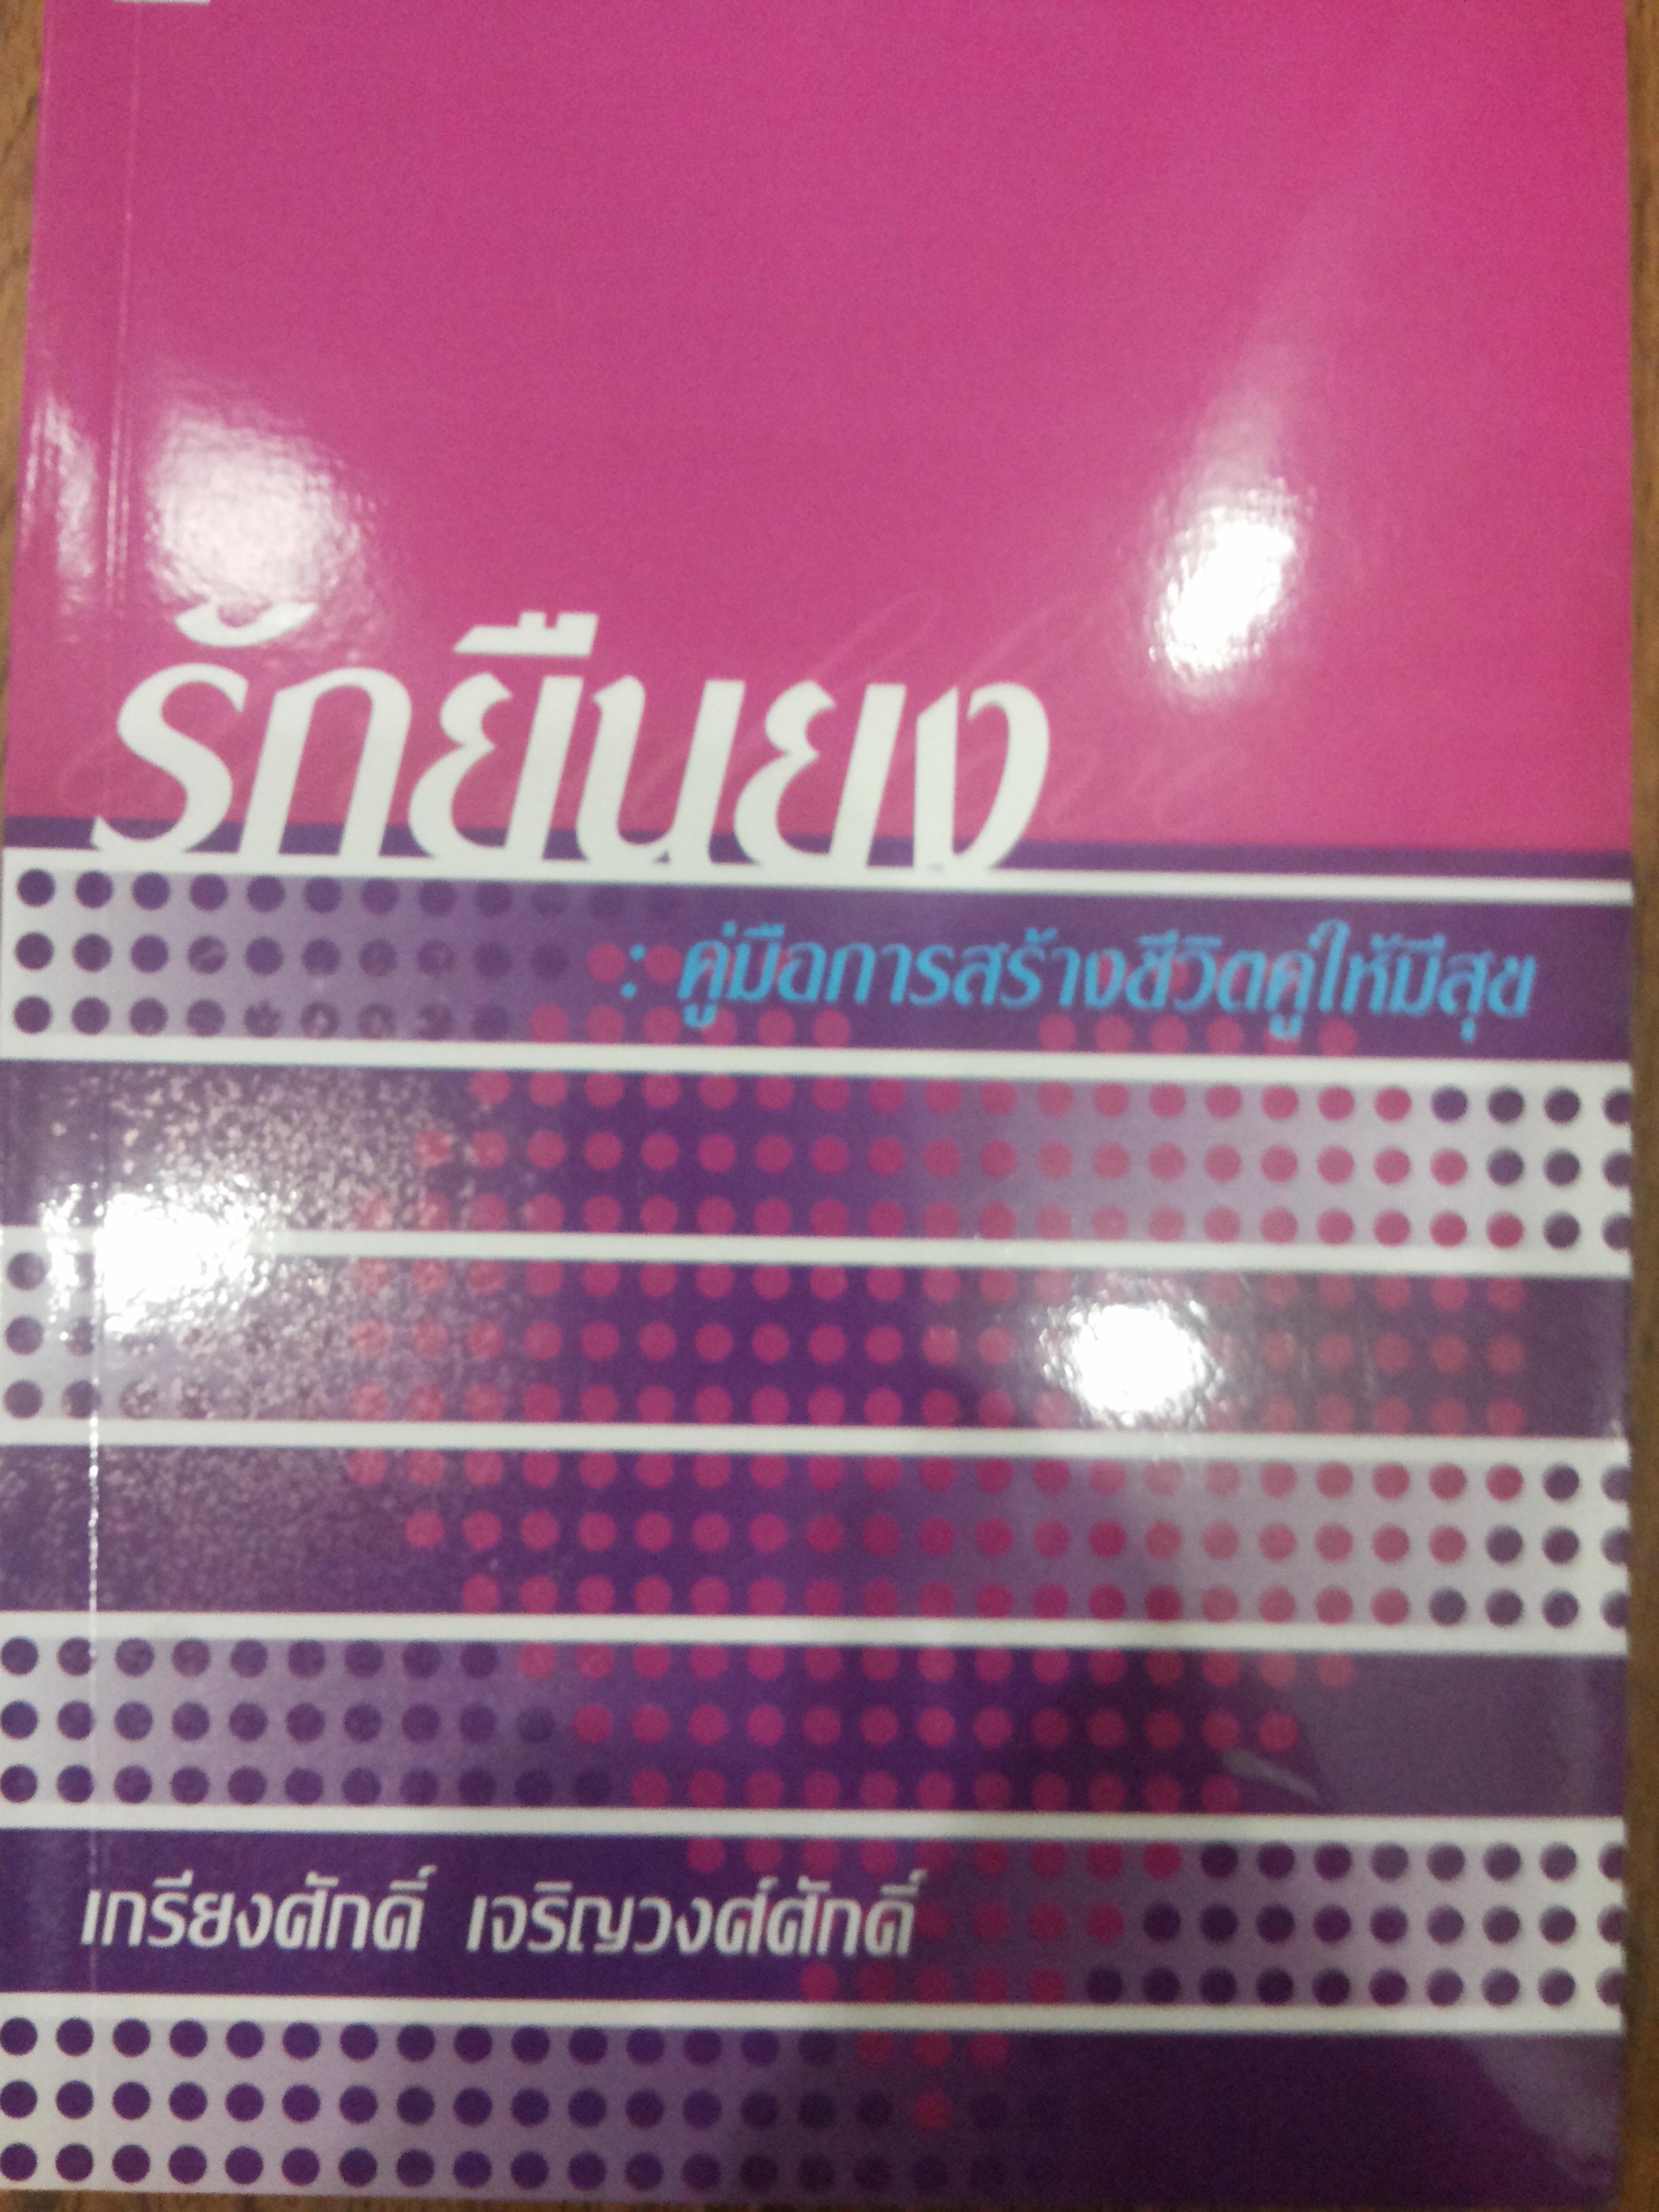 รักยืนยง
: คู่มือการสร้างชีวิตคู่ให้มีสุข
เกรียงศักดิ์ เจริญวงศ์ศักดิ์